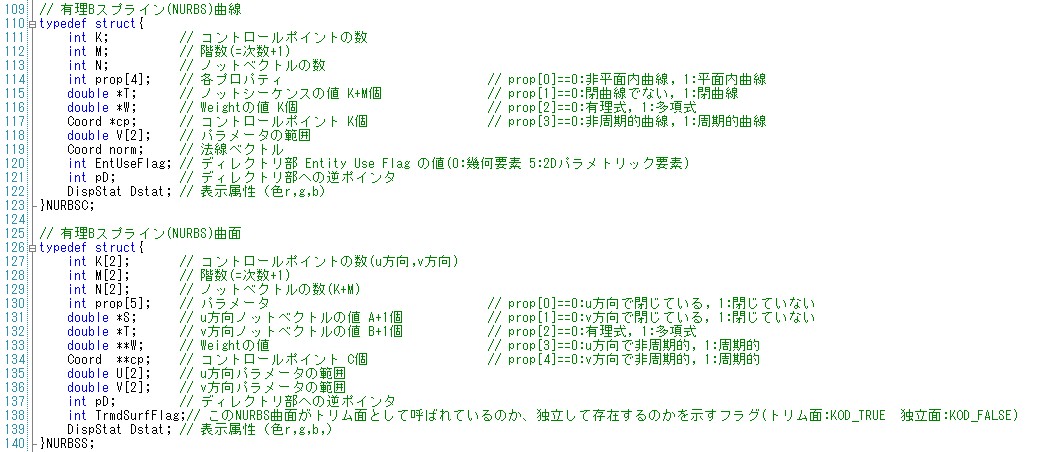 109 // 有理Bスプライン(NURBS)曲線
110 typedef struct{
111 int K; // コントロールポイントの数
112 int M; // 階数(=次数+1)
113 int N; // ノットベクトルの数
114 int prop[4]; // 各プロパティ // prop[0]==0:非平面内曲線, 1:平面内曲線
115 double *T; // ノットシーケンスの値 K+M個 // prop[1]==0:閉曲線でない, 1:閉曲線
116 double *W; // Weightの値 K個 // prop[2]==0:有理式, 1:多項式
117 Coord *cp; // コントロールポイント K個 // prop[3]==0:非周期的曲線, 1:周期的曲線
118 double V[2]; // パラメータの範囲
119 Coord norm; // 法線ベクトル
120 int EntUseFlag; // ディレクトリ部 Entity Use Flag の値(0:幾何要素 5:2Dパラメトリック要素)
121 int pD; // ディレクトリ部への逆ポインタ
122 DispStat Dstat; // 表示属性（色r,g,b)
123 }NURBSC;
124
125 // 有理Bスプライン(NURBS)曲面
126 typedef struct{
127 int K[2]; // コントロールポイントの数(u方向,v方向)
128 int M[2]; // 階数(=次数+1)
129 int N[2]; // ノットベクトルの数(K+M)
130 int prop[5]; // パラメータ // prop[0]==0:u方向で閉じている, 1:閉じていない
131 double *S; // u方向ノットベクトルの値 A+1個 // prop[1]==0:v方向で閉じている, 1:閉じていない
132 double *T; // v方向ノットベクトルの値 B+1個 // prop[2]==0:有理式, 1:多項式
133 double **W; // Weightの値 // prop[3]==0:u方向で非周期的, 1:周期的
134 Coord **cp; // コントロールポイント C個 // prop[4]==0:v方向で非周期的, 1:周期的
135 double U[2]; // u方向パラメータの範囲
136 double V[2]; // v方向パラメータの範囲
137 int pD; // ディレクトリ部への逆ポインタ
138 int TrmdSurfFlag;// このNURBS曲面がトリム面として呼ばれているのか、独立して存在するのかを示すフラグ(トリム面:KOD_TRUE 独立面:KOD_FALSE)
139 DispStat Dstat; // 表示属性（色r,g,b,)
140 }NURBSS;